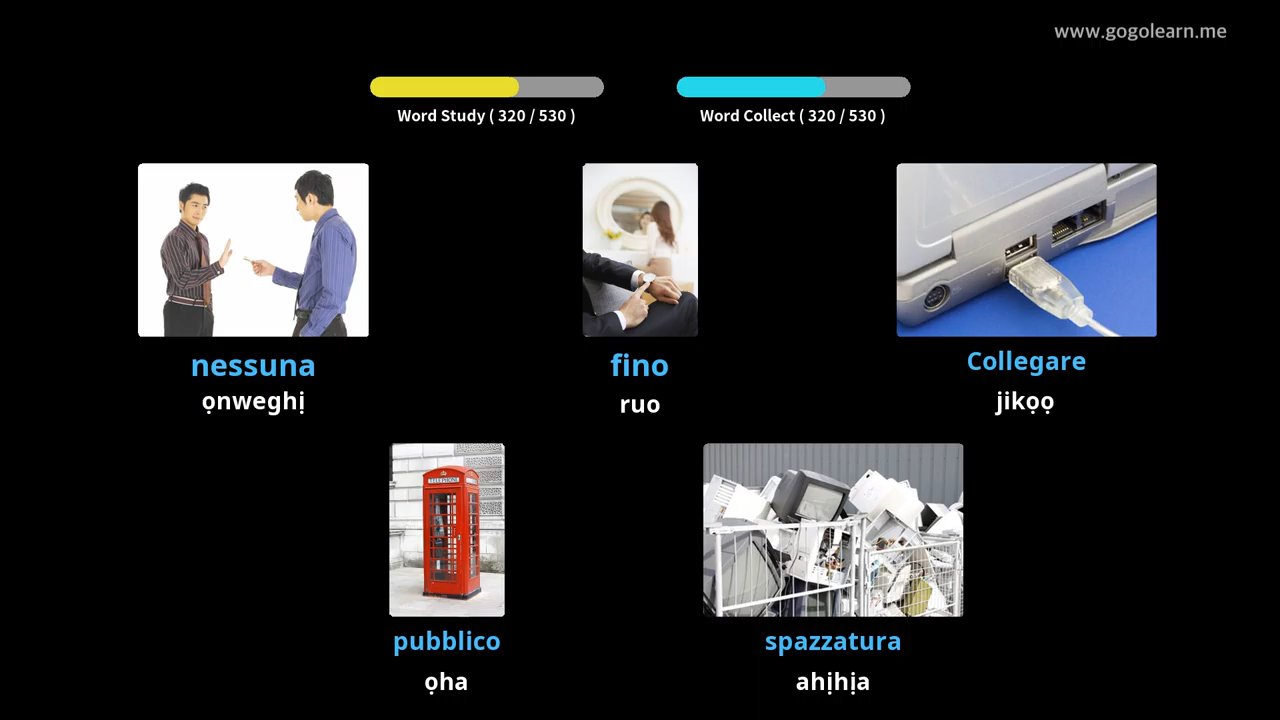 www.gogolearn.me
Word Study ( 320 / 530 )
Word Collect ( 320 / 530 )
nessuna
ọnweghị
fino
ruo
Collegare
jikọọ
TELEPHONE
pubblico
ọha
spazzatura
ahịhịa